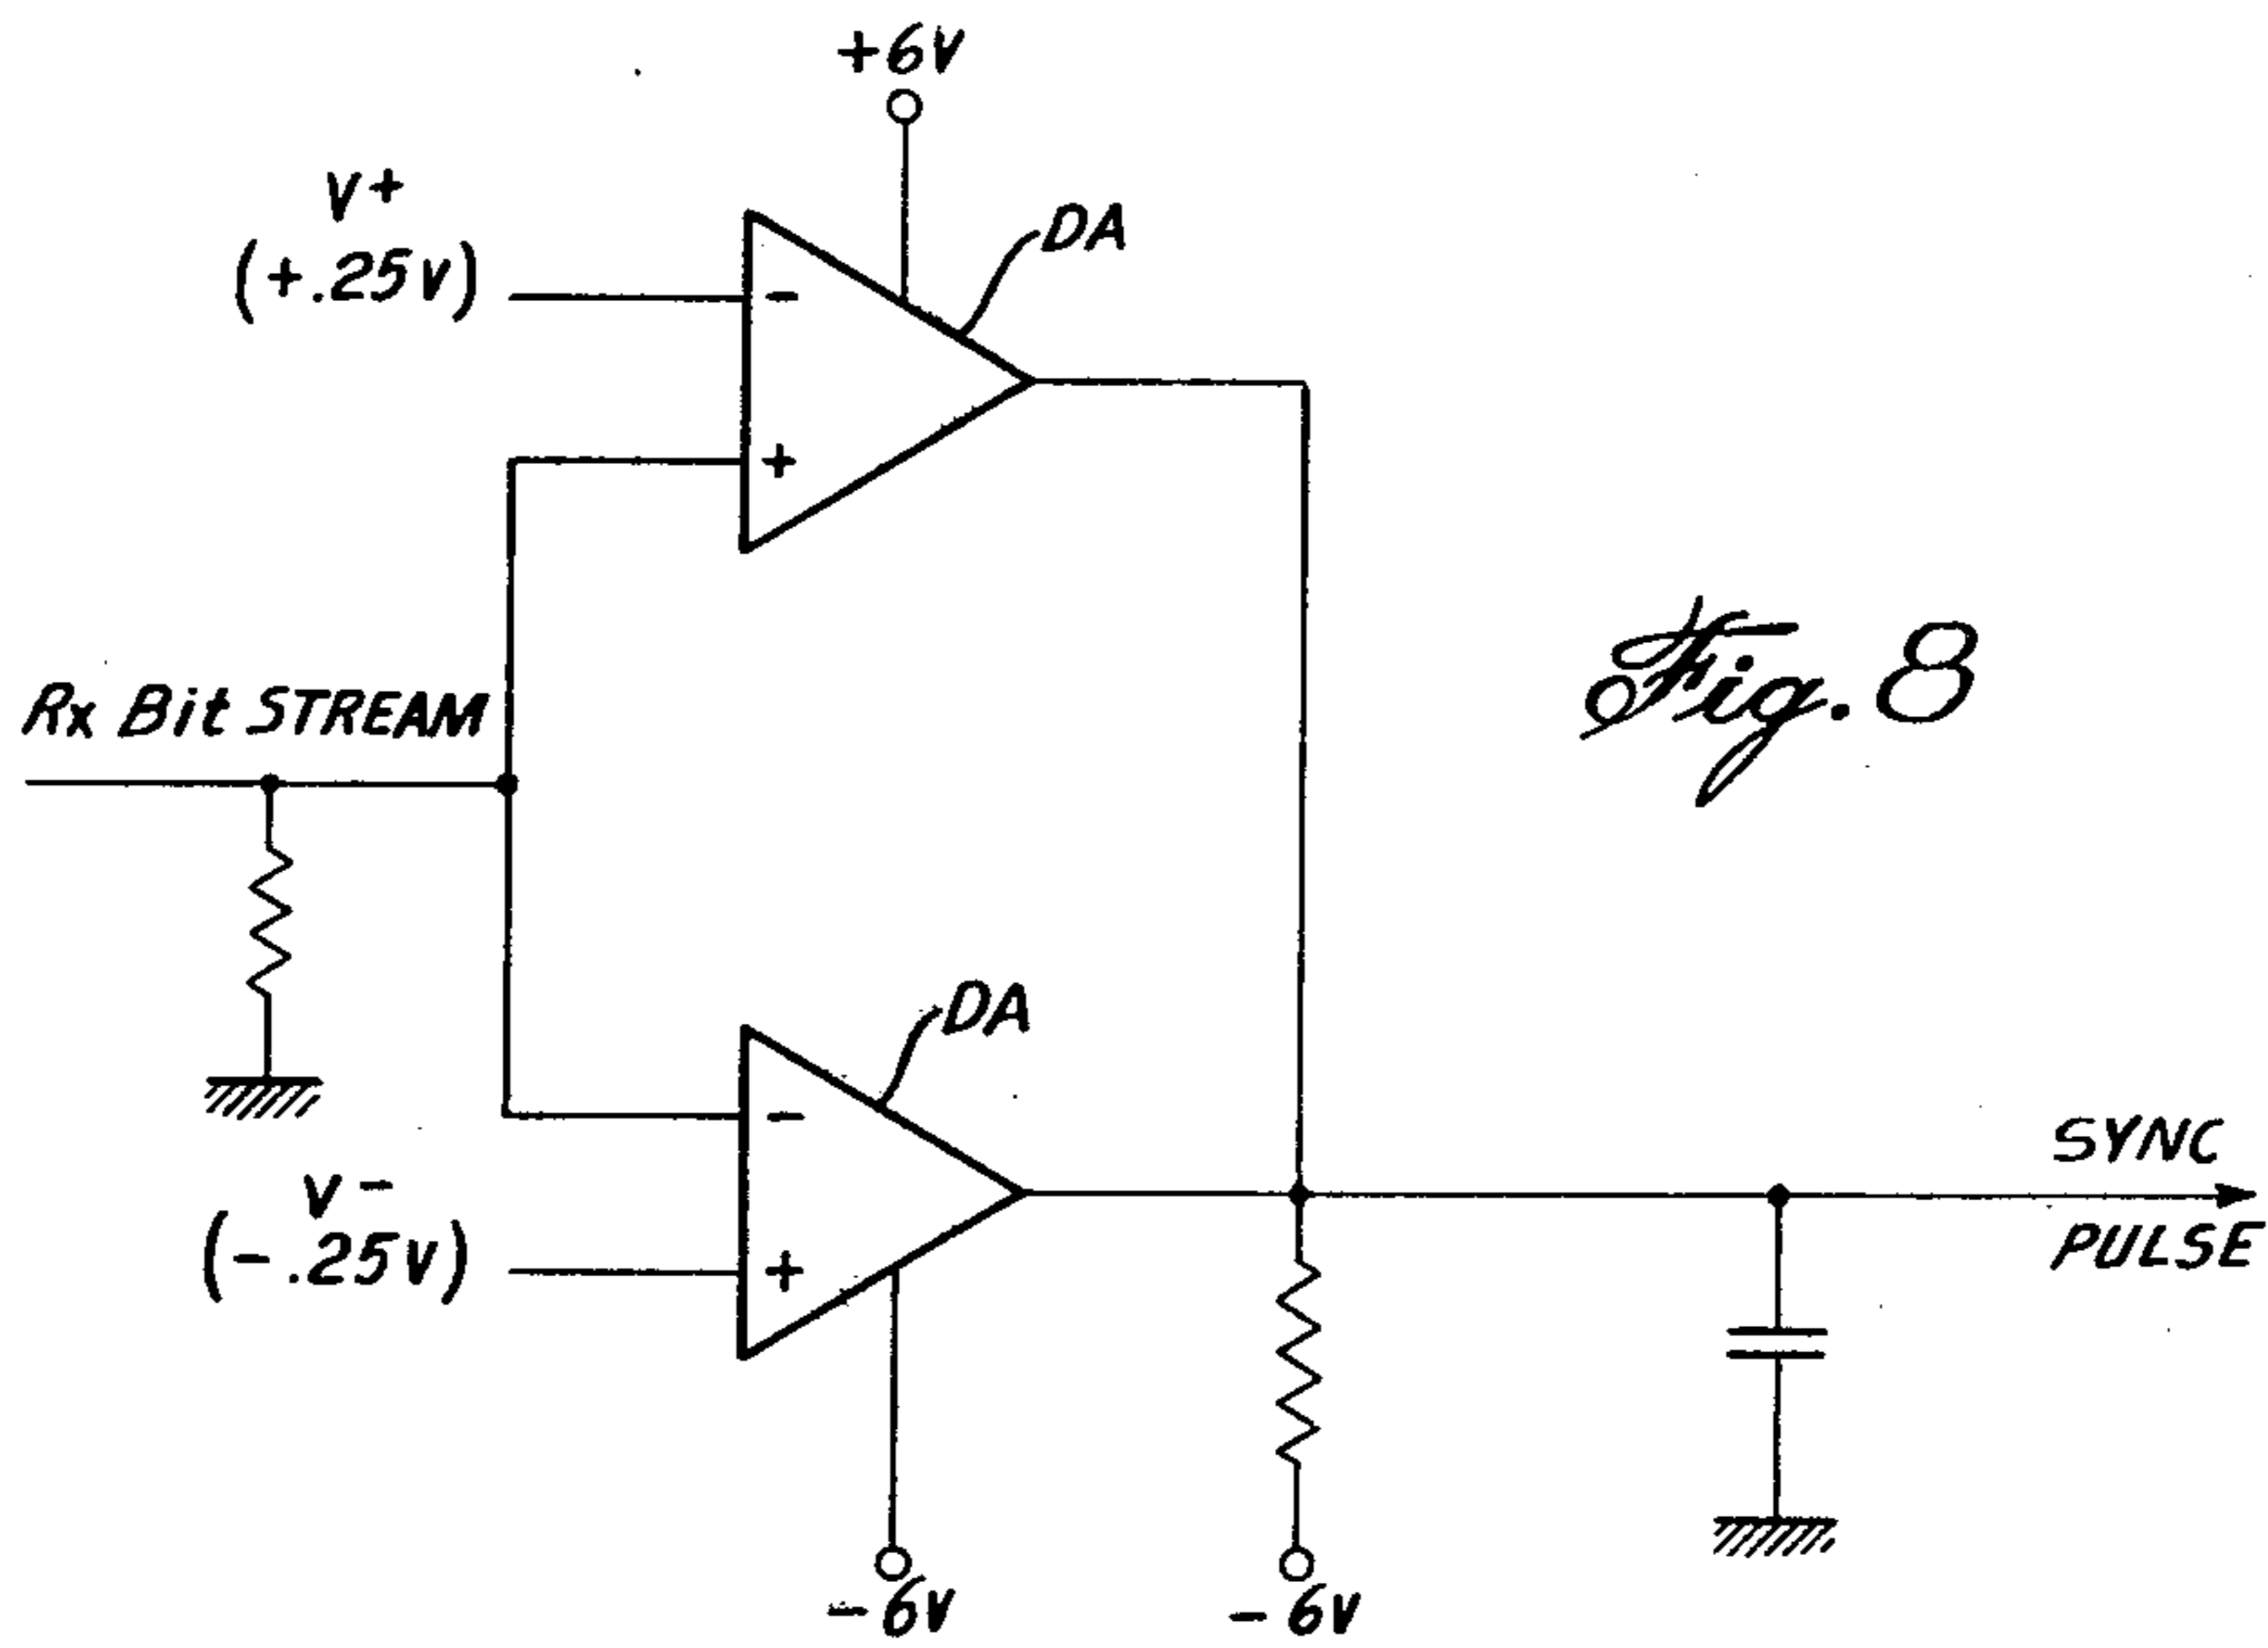 +6V
V+
(+.25V)
-
DA
+
Rx Bit STREAM
Fig. 8
DA
-
V-
(-.25V)
+
SYNC
PULSE
-6V
-6V